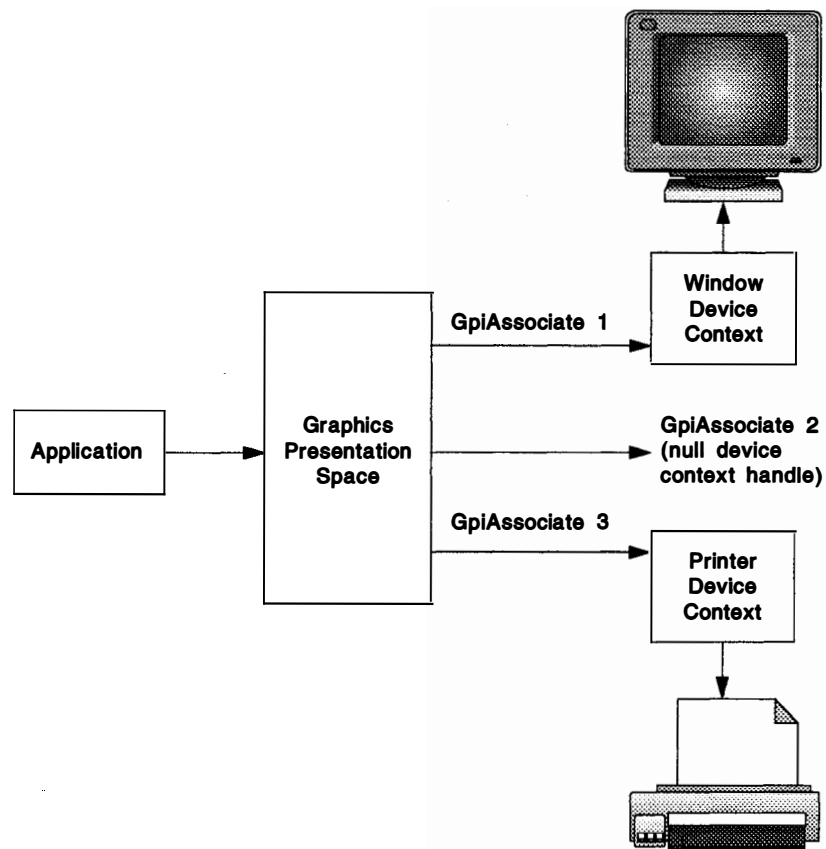 Window
Device
Context
GpiAssociate 1
Application
Graphics
Presentation
Space
GpiAssociate 2
(null device
context handle)
GpiAssociate 3
Printer
Device
Context